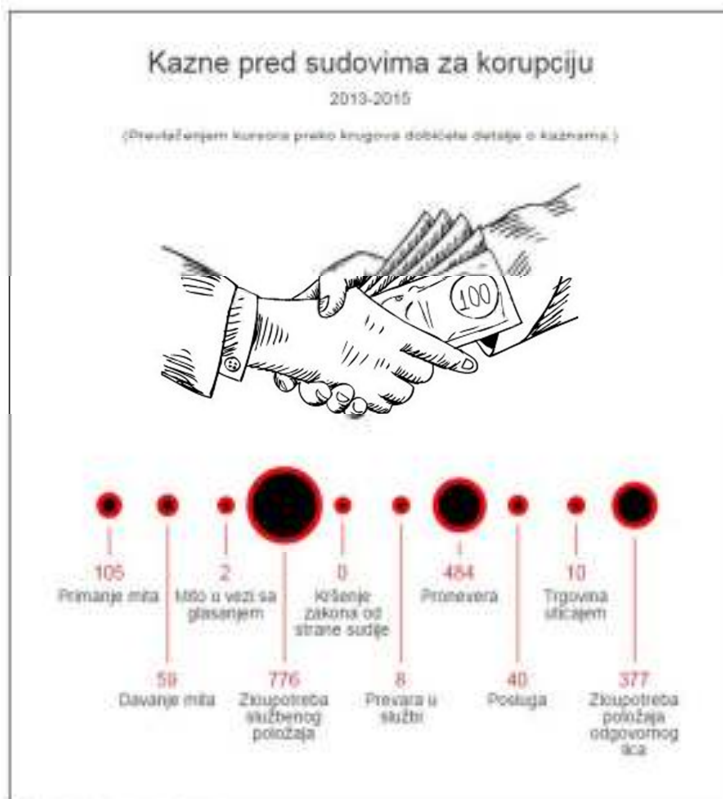 Kazne pred sudovima za korupciju
2013-2015
(Prevlačenjem kursora preko krugova dobićete detalje o kaznama.)
100
105
Primanje mita
59
Davanje mita
2
Mito u vezi sa
glasanjem
776
Zloupotreba
službenog
položaja
0
Kršenje
zakona od
strane sudije
8
Prevara u
službi
484
Pronevera
40
Posluga
10
Trgovina
uticajem
377
Zloupotreba
položaja
odgovornog
lica